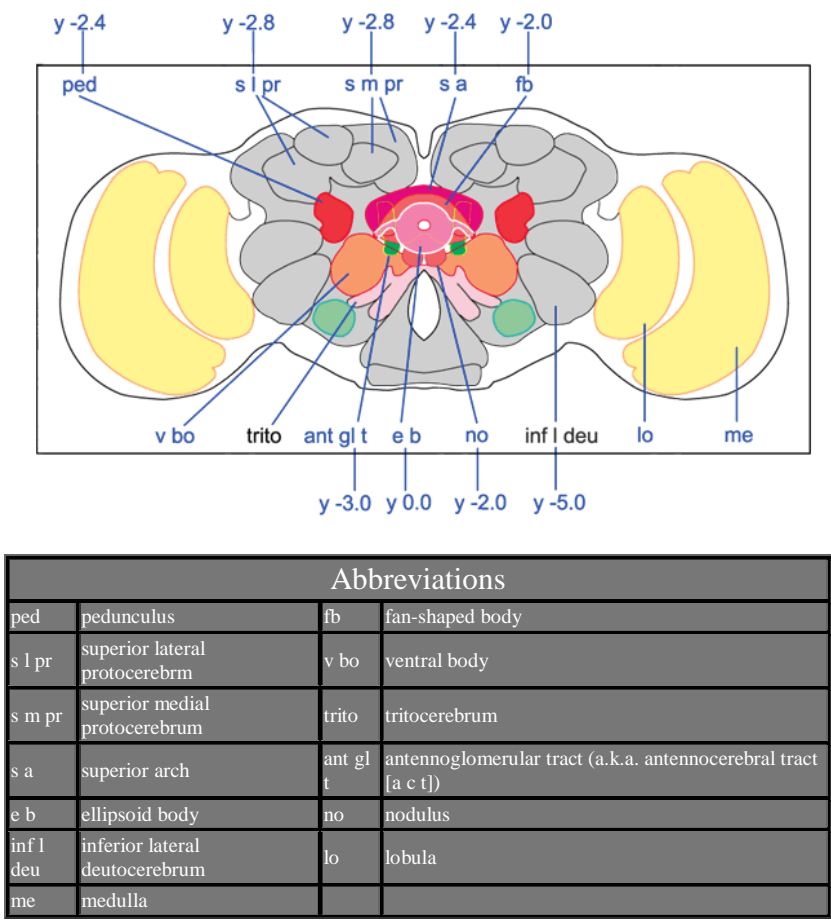 y -2.4 y -2.8 y -2.8 y -2.4 y -2.0
ped s l pr s m pr s a fb
v bo trito ant gl t e b no inf l deu lo me
y -3.0 y 0.0 y -2.0 y -5.0
Abbreviations
ped pedunculus fb fan-shaped body
s l pr superior lateral protocerebrm v bo ventral body
s m pr superior medial protocerebrum trito tritocerebrum
s a superior arch ant gl t antennoglomerular tract (a.k.a. antennocerebral tract [a c t])
e b ellipsoid body no nodulus
inf l deu inferior lateral deutocerebrum lo lobula
me medulla